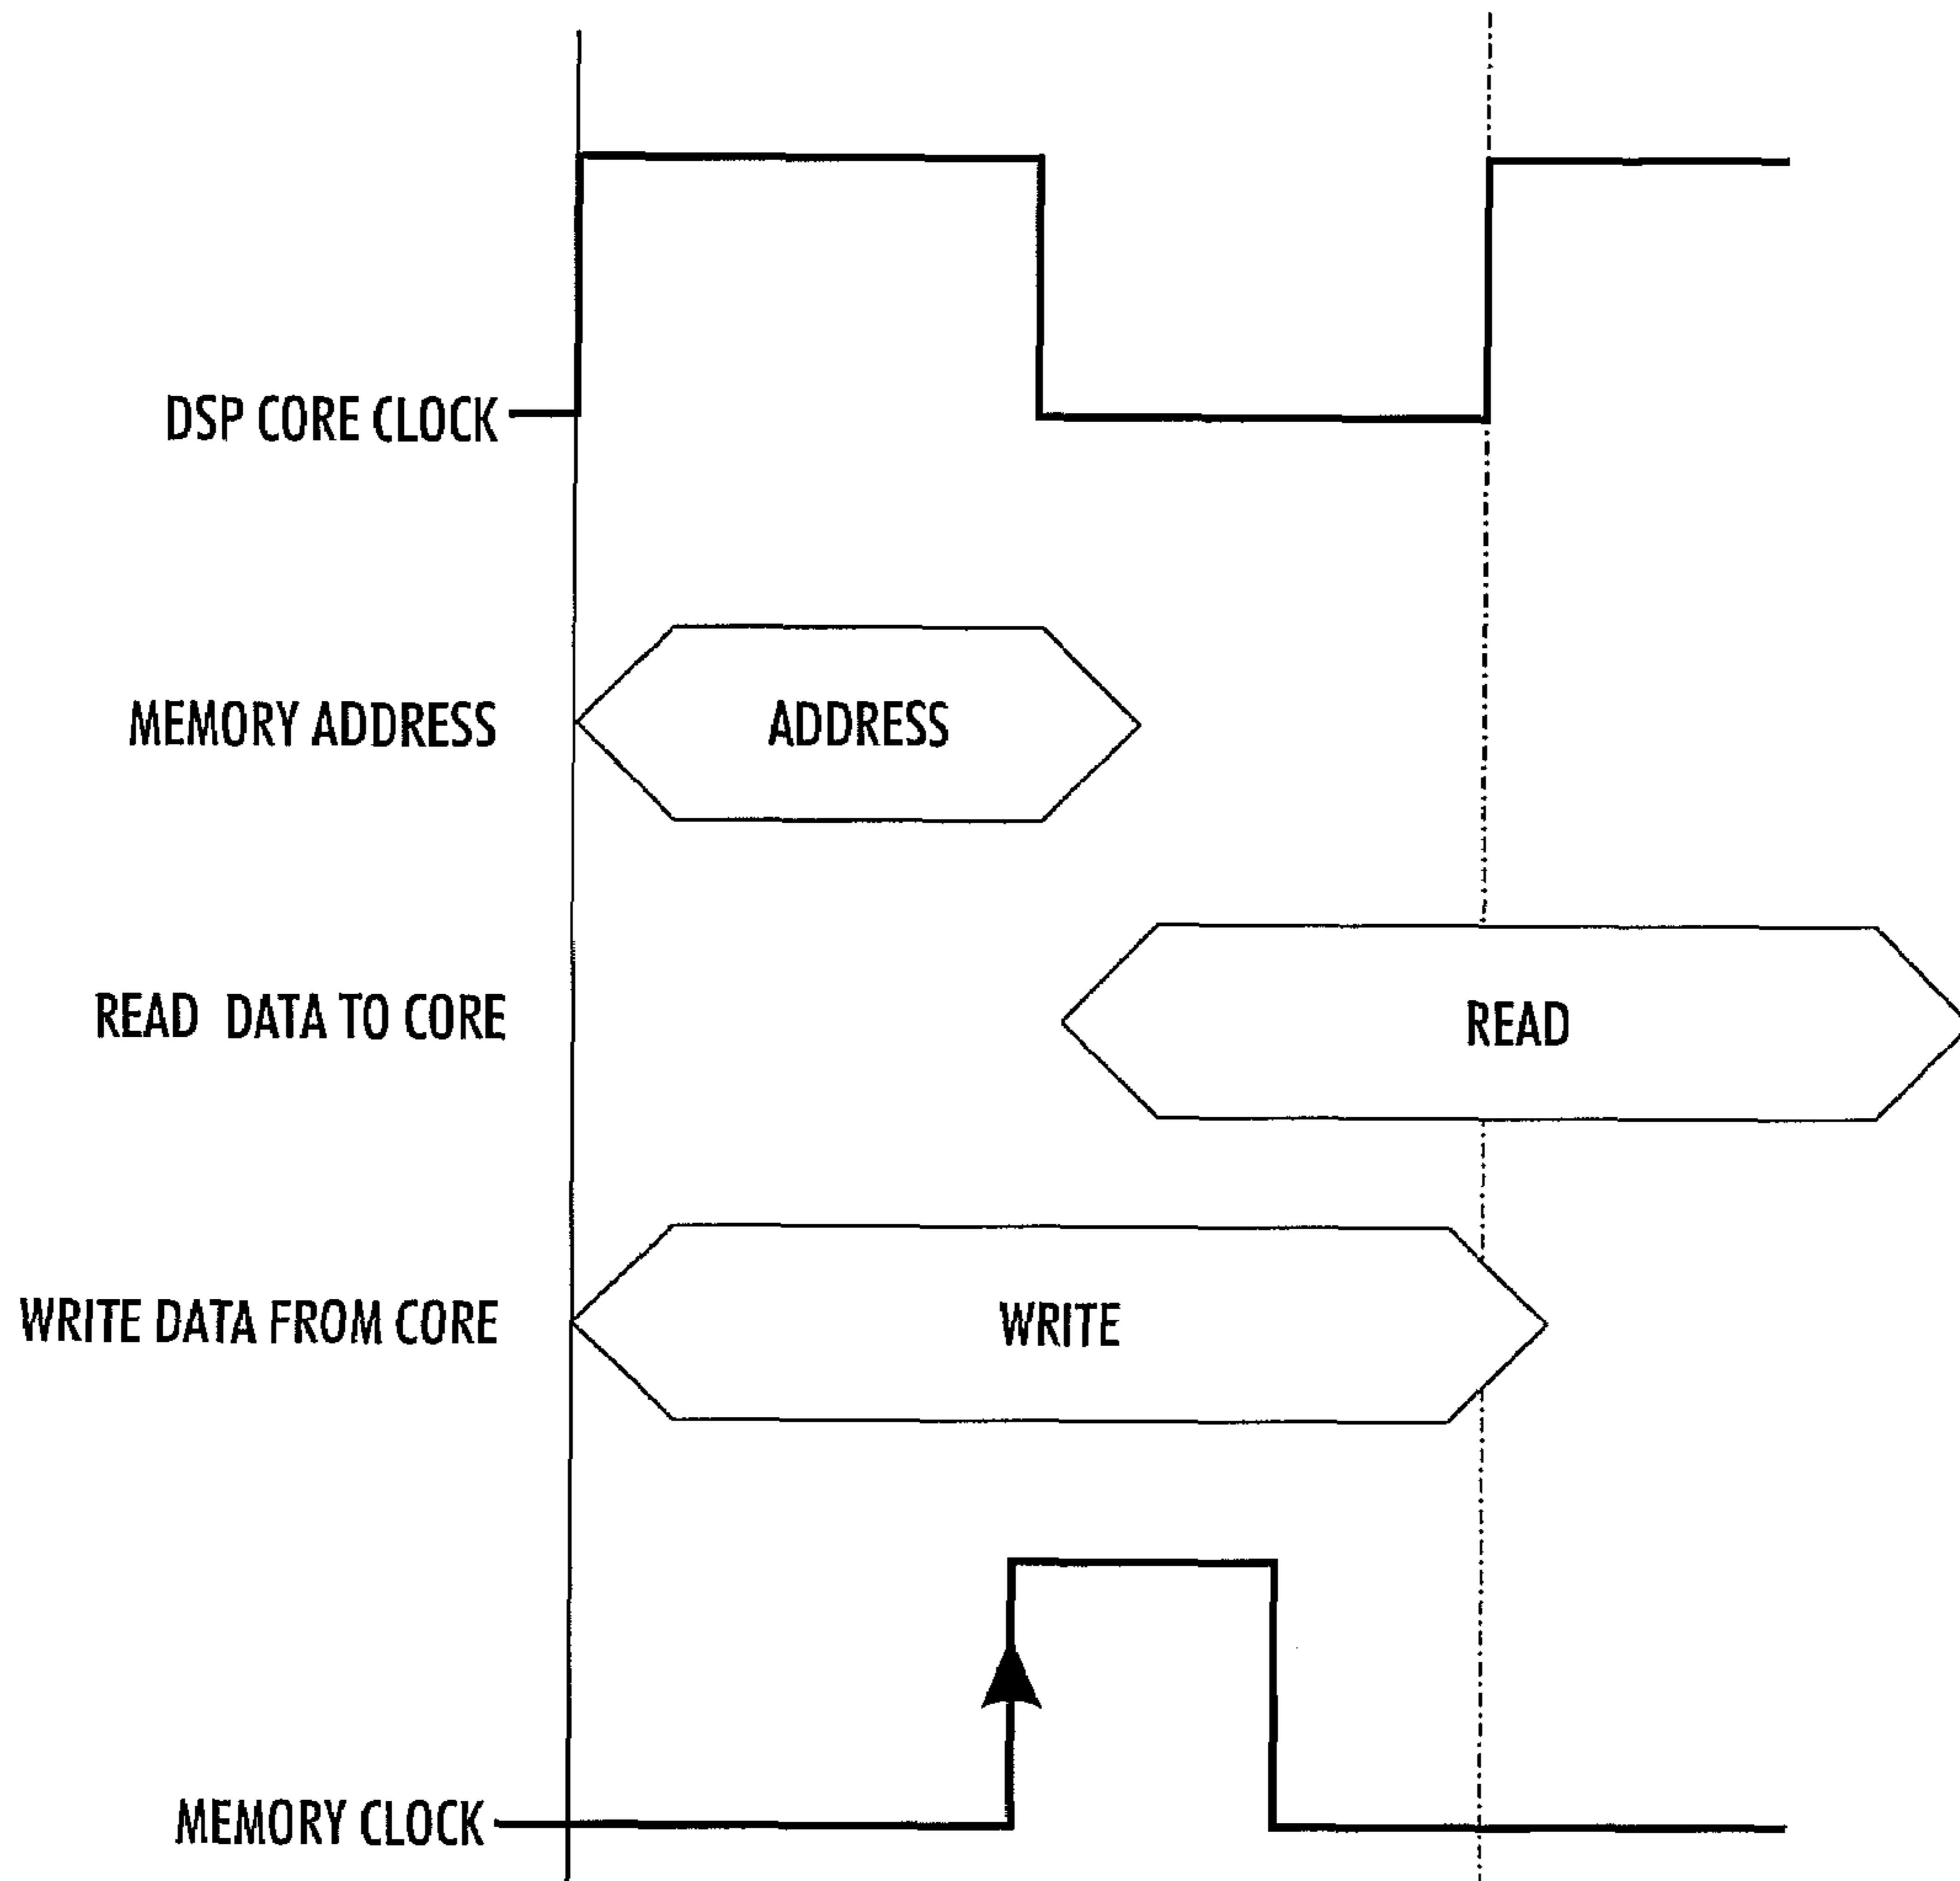 DSP CORE CLOCK
MEMORY ADDRESS
ADDRESS
READ DATA TO CORE
READ
WRITE DATA FROM CORE
WRITE
MEMORY CLOCK